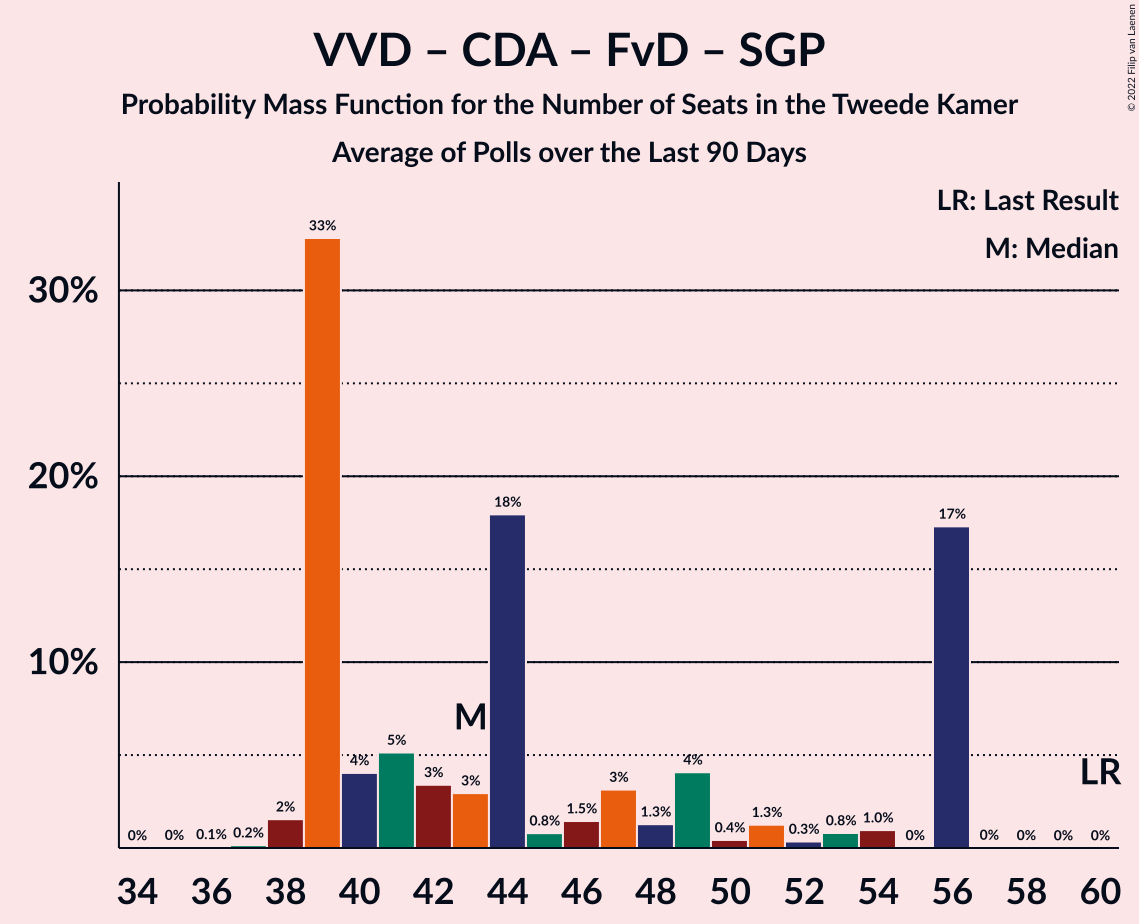 VVD – CDA – FvD – SGP
Probability Mass Function for the Number of Seats in the Tweede Kamer
Average of Polls over the Last 90 Days
© 2022 Filip van Laenen
LR: Last Result
M: Median
30%
20%
10%
0% 0% 0.1% 0.2% 2% 33% 4% 5% 3% 3% 18% 0.8% 1.5% 3% 1.3% 4% 0.4% 1.3% 0.3% 0.8% 1.0% 0% 17% 0% 0% 0% 0%
M
LR
34 36 38 40 42 44 46 48 50 52 54 56 58 60